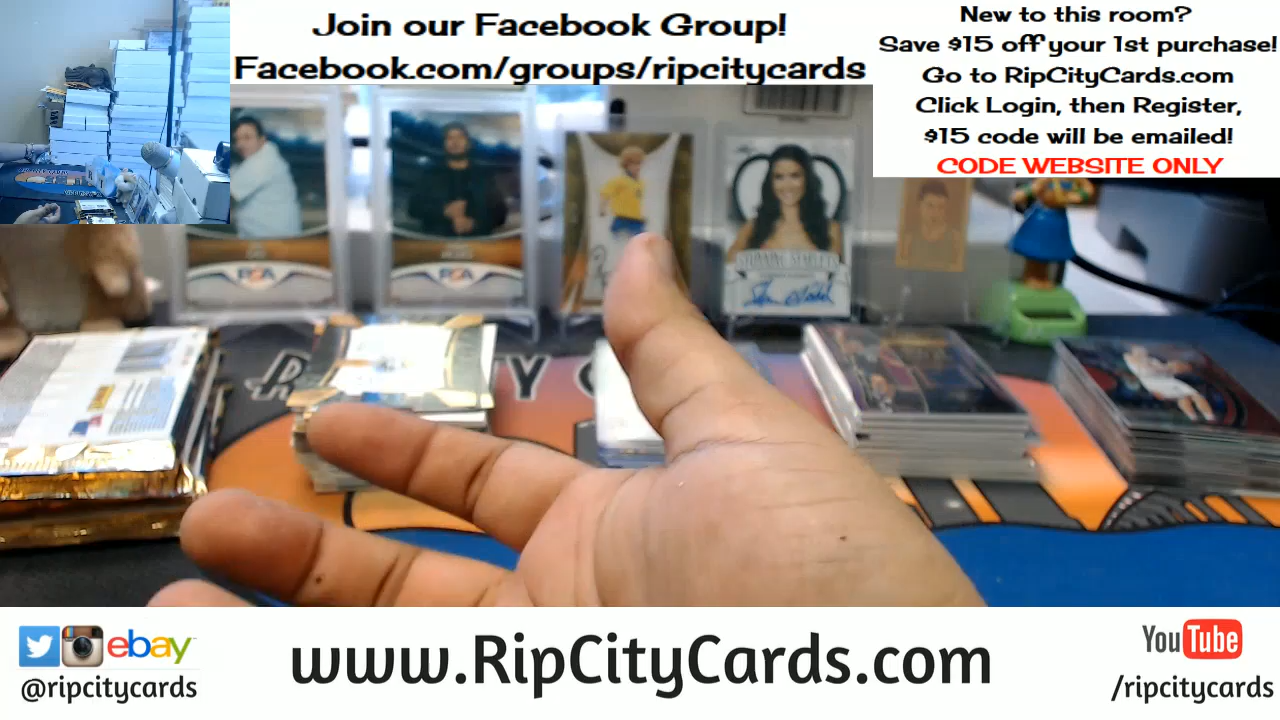 Join our Facebook Group!
Facebook.com/groups/ripcitycards
New to this room?
Save $15 off your 1st purchase!
Go to RipCityCards.com
Click Login, then Register,
$15 code will be emailed!
CODE WEBSITE ONLY
ebay
@ripcitycards
www.RipCityCards.com
YouTube
/ripcitycards